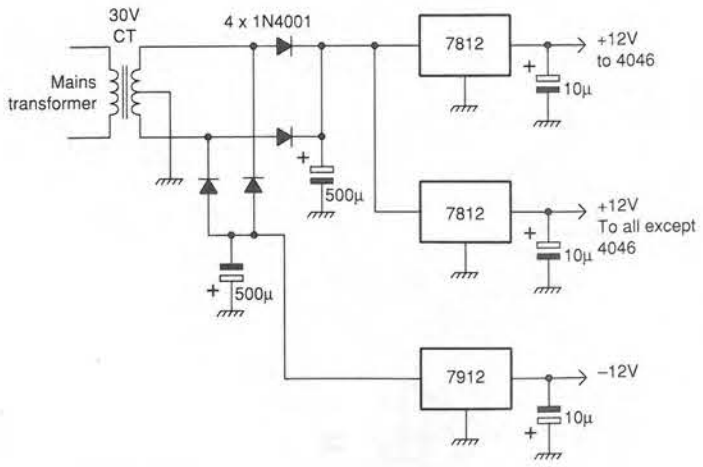 30V
CT
4 x 1N4001
Mains
transformer
7812
+12V
to 4046
+
10μ
+
500μ
7812
+12V
To all except
4046
+
10μ
+
500μ
7912
–12V
10μ
+